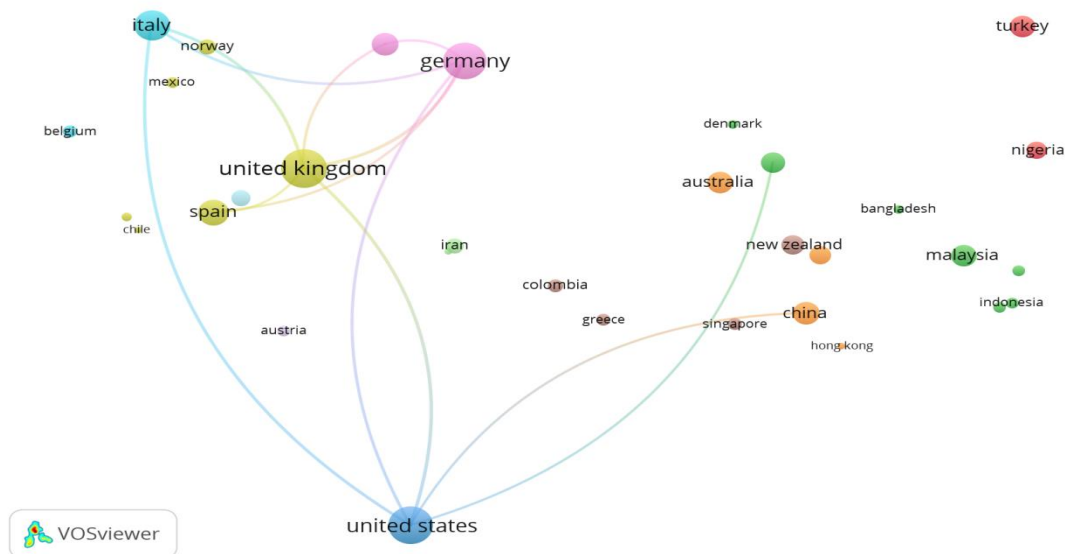 italy
turkey
norway
germany
mexico
denmark
belgium
nigeria
united kingdom
australia
bangladesh
spain
chile
iran
new zealand
malaysia
colombia
indonesia
china
greece
singapore
austria
hong kong
united states
VOSviewer